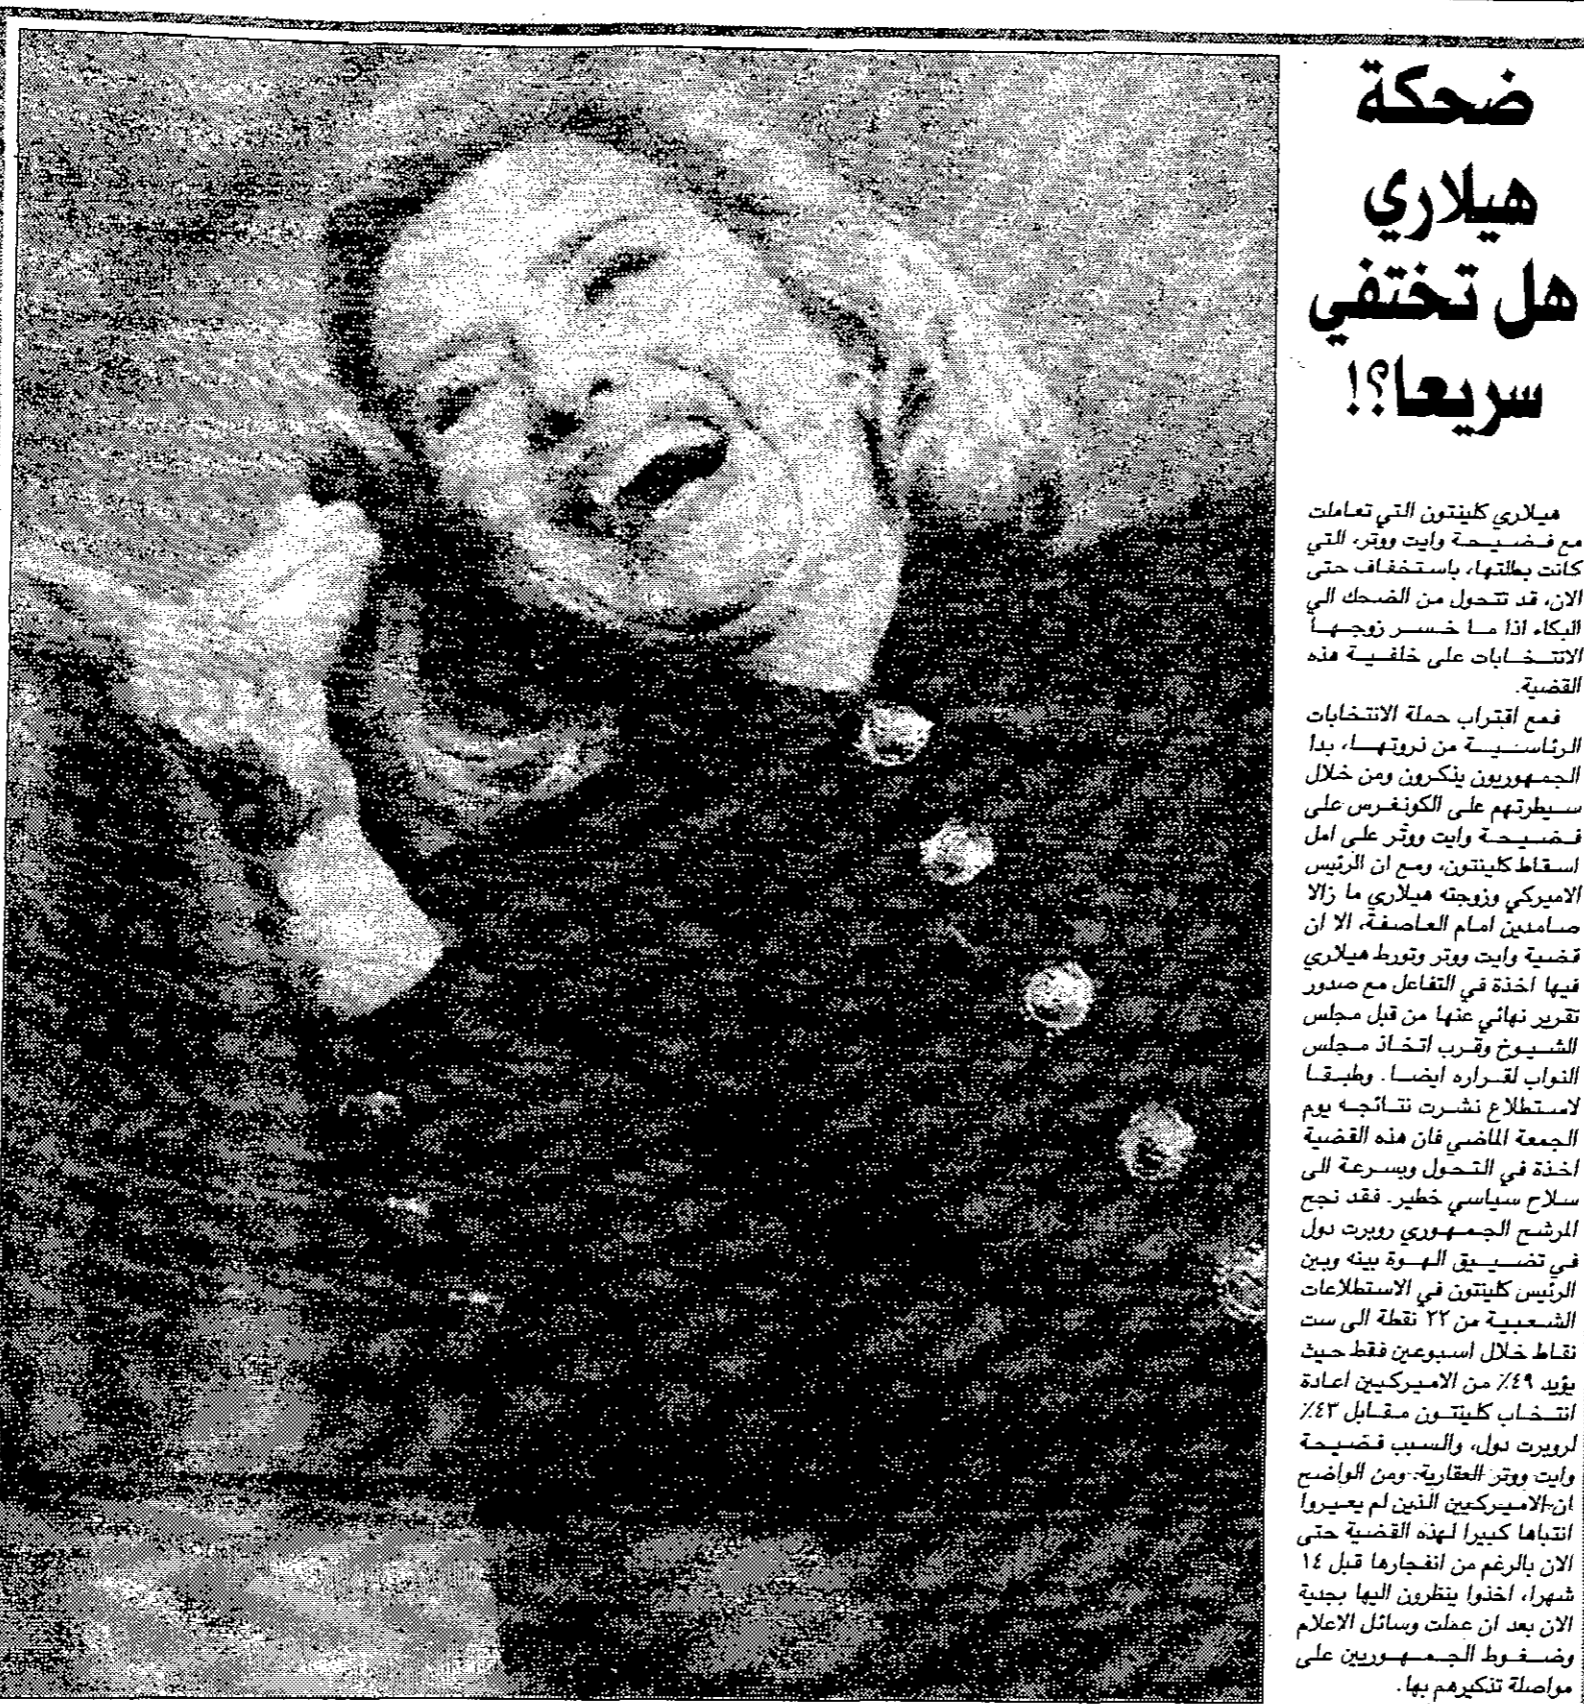 ضحكة
هيلاري
هل تختفي
سريعا؟!
هيلاري كلينتون التي تعاملت
مع فضيحة وايت ووتر، التي
كانت بطلتها، باستخفاف حتى
الان، قد تتحول من الضحك الي
البكاء اذا ما خسر زوجها
الانتخابات على خلفية هذه
القضية.
فمع اقتراب حملة الانتخابات
الرئاسية من ذروتها، بدأ
الجمهوريون يذكرون ومن خلال
سيطرتهم على الكونغرس على
فضيحة وايت ووتر على امل
اسقاط كلينتون، ومع ان الرئيس
الاميركي وزوجته هيلاري ما زالا
صامدين امام العاصفة، الا ان
قضية وايت ووتر وتورط هيلاري
فيها اخذة في التفاعل مع صدور
تقرير نهائي عنها من قبل مجلس
الشيوخ وقرب اتخاذ مجلس
النواب لقراره ايضا. وطبقا
لاستطلاع نشرت نتائجه يوم
الجمعة الماضي فان هذه القضية
اخذة في التحول وبسرعة الى
سلاح سياسي خطير. فقد نجح
المرشح الجمهوري روبرت دول
في تضييق الهوة بينه وبين
الرئيس كلينتون في الاستطلاعات
الشعبية من ٢٢ نقطة الى ست
نقاط خلال اسبوعين فقط حيث
يؤيد ٤٩٪ من الاميركيين اعادة
انتخاب كلينتون مقابل ٤٣٪
لروبرت دول، والسبب فضيحة
وايت ووتر العقارية. ومن الواضح
ان الاميركيين الذين لم يعيروا
انتباها كبيرا لهذه القضية حتى
الان بالرغم من انفجارها قبل ١٤
شهرا، اخذوا ينظرون اليها بجدية
الان بعد ان عملت وسائل الاعلام
وضغوط الجمهوريين على
مواصلة تذكيرهم بها.